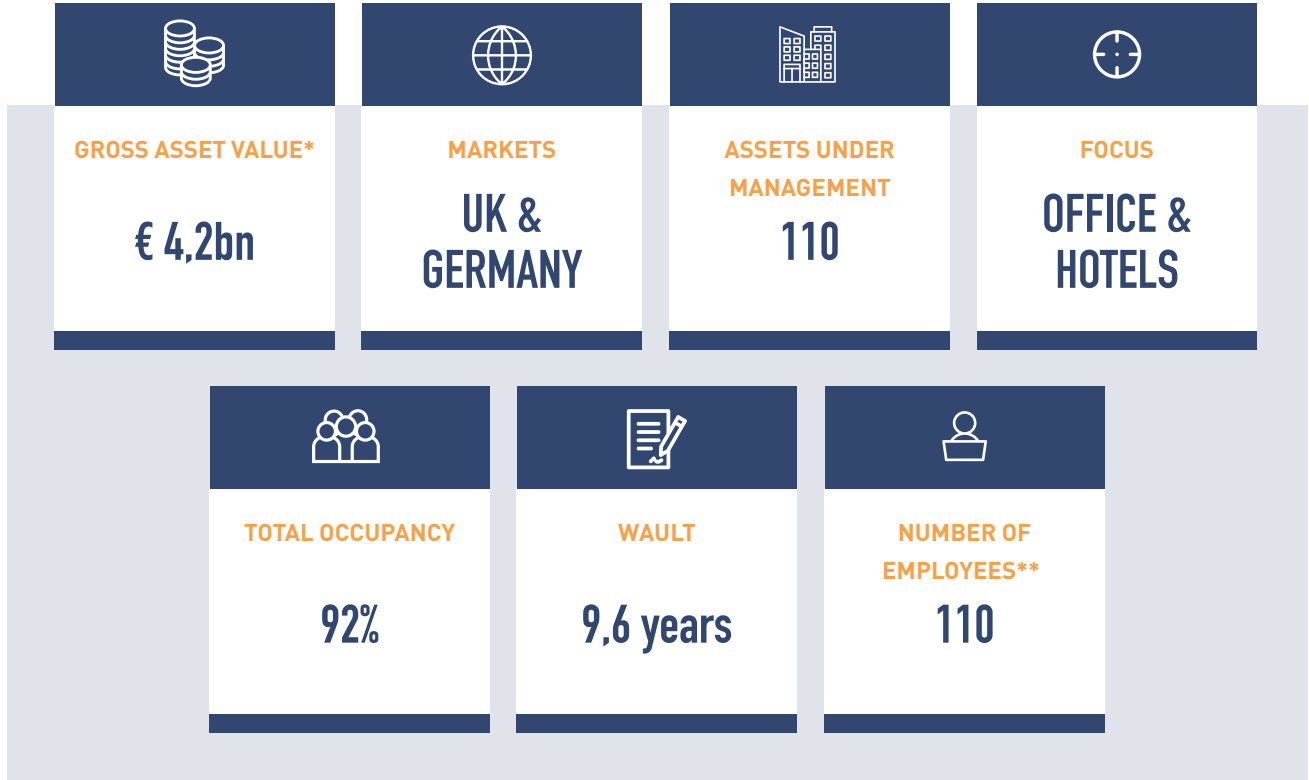 GROSS ASSET VALUE*
€ 4,2bn
MARKETS
UK &
GERMANY
ASSETS UNDER
MANAGEMENT
110
FOCUS
OFFICE &
HOTELS
TOTAL OCCUPANCY
92%
WAULT
9,6 years
NUMBER OF
EMPLOYEES**
110